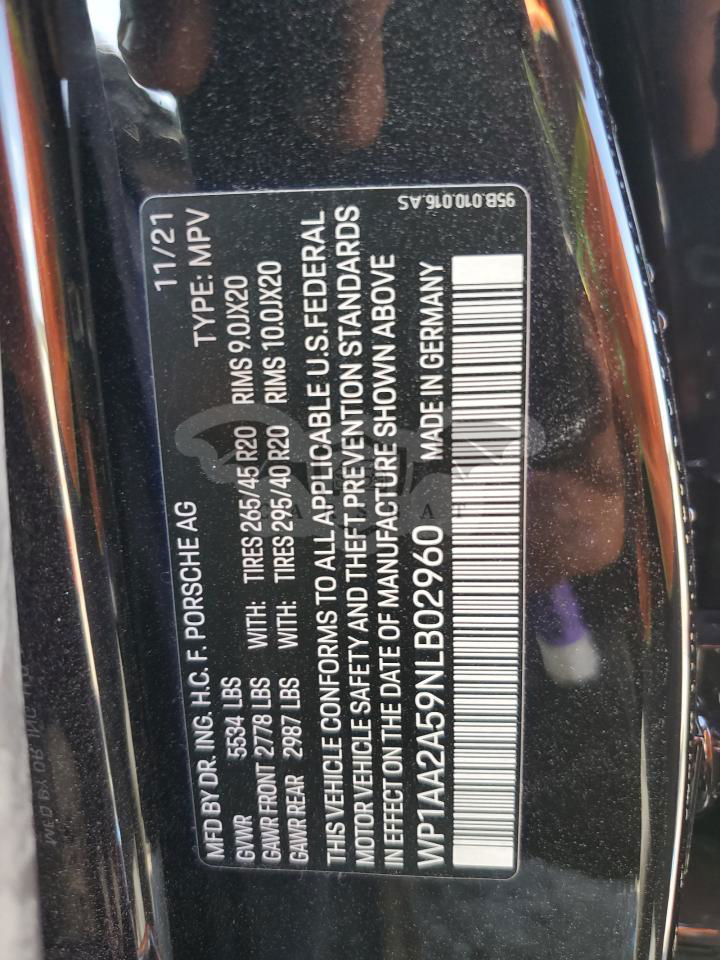 MFD BY DR. ING. H.C. F. PORSCHE AG 11/21
GVWR 5534 LBS TYPE: MPV
GAWR FRONT 2778 LBS WITH: TIRES 265/45 R20 RIMS 9.0JX20
GAWR REAR 2987 LBS WITH: TIRES 295/40 R20 RIMS 10.0JX20
THIS VEHICLE CONFORMS TO ALL APPLICABLE U.S. FEDERAL
MOTOR VEHICLE SAFETY AND THEFT PREVENTION STANDARDS
IN EFFECT ON THE DATE OF MANUFACTURE SHOWN ABOVE
WP1AA2A59NLB02960 MADE IN GERMANY
95B.010.016.AS